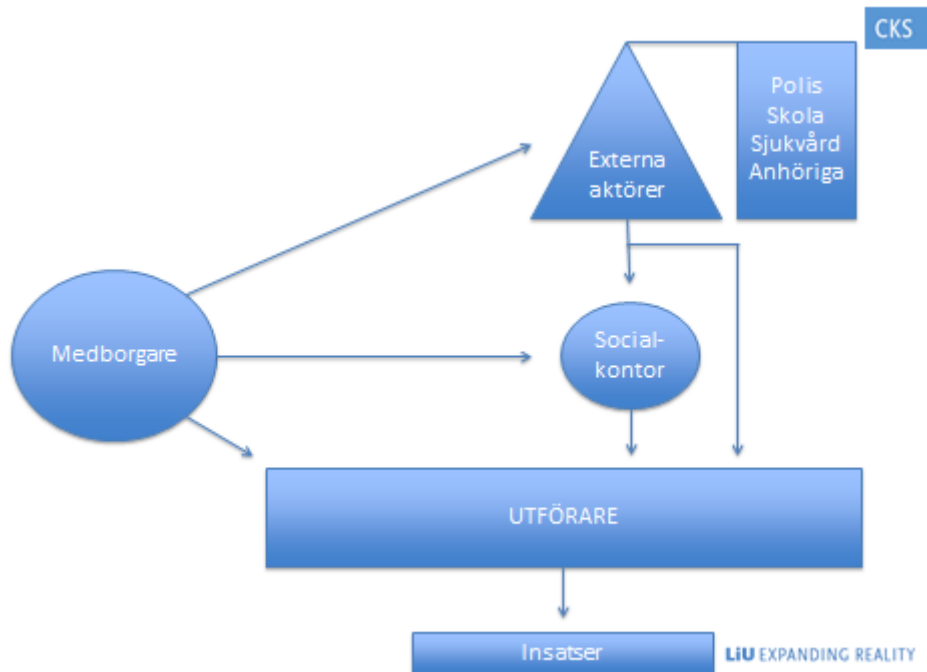 CKS
Polis
Skola
Sjukvård
Anhöriga
Externa
aktörer
Medborgare
Social-
kontor
UTFÖRARE
Insatser
LiU EXPANDING REALITY